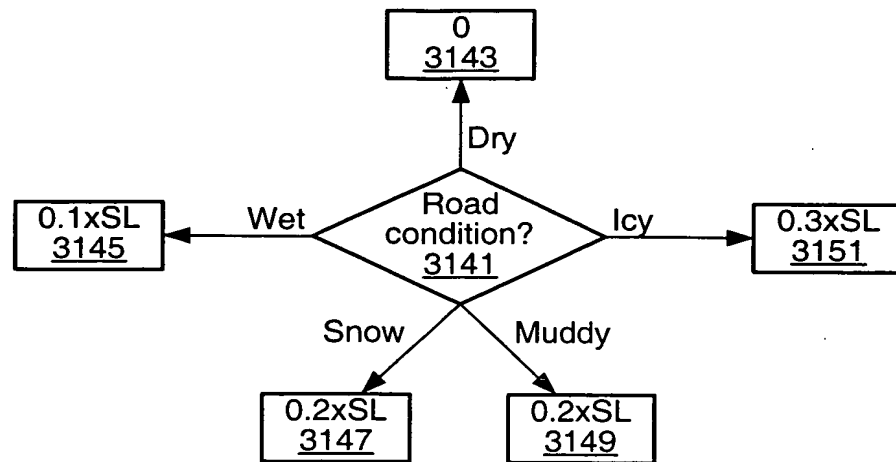 0
3143
Dry
Wet
Road
condition?
3141
Icy
0.1xSL
3145
0.3xSL
3151
Snow
Muddy
0.2xSL
3147
0.2xSL
3149